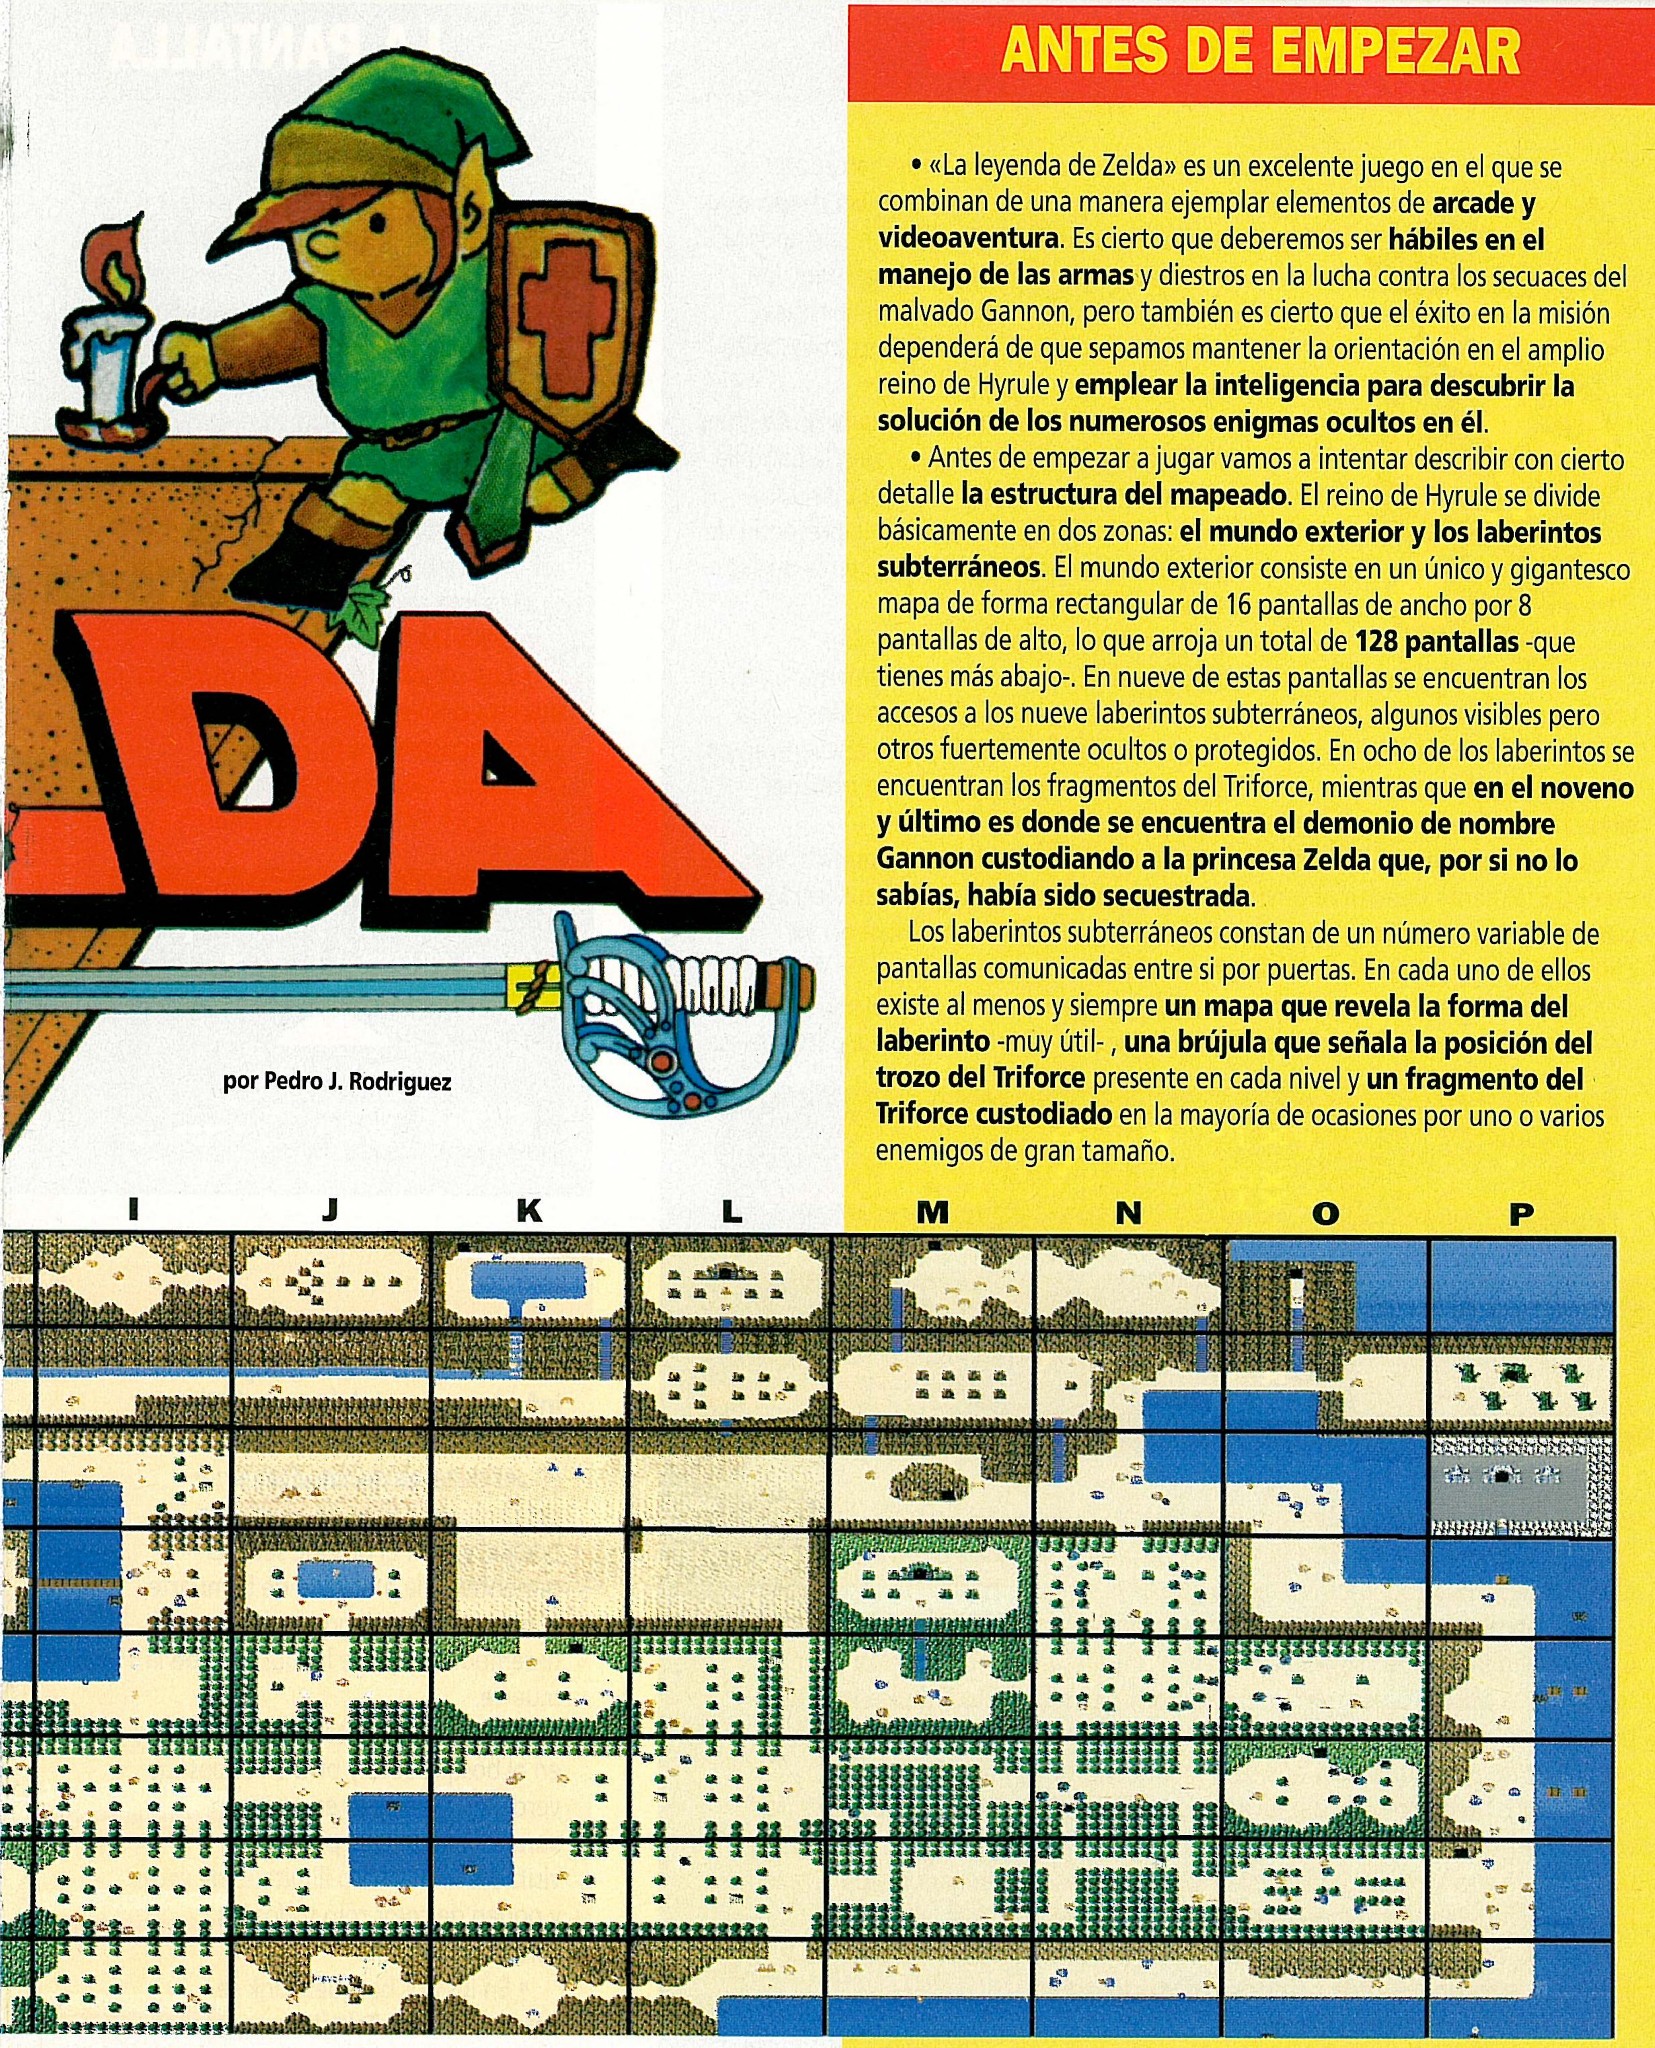 ANTES DE EMPEZAR
• «La leyenda de Zelda» es un excelente juego en el que se
combinan de una manera ejemplar elementos de arcade y
videoaventura. Es cierto que deberemos ser hábiles en el
manejo de las armas y diestros en la lucha contra los secuaces del
malvado Gannon, pero también es cierto que el éxito en la misión
dependerá de que sepamos mantener la orientación en el amplio
reino de Hyrule y emplear la inteligencia para descubrir la
solución de los numerosos enigmas ocultos en él.
• Antes de empezar a jugar vamos a intentar describir con cierto
detalle la estructura del mapeado. El reino de Hyrule se divide
básicamente en dos zonas: el mundo exterior y los laberintos
subterráneos. El mundo exterior consiste en un único y gigantesco
mapa de forma rectangular de 16 pantallas de ancho por 8
pantallas de alto, lo que arroja un total de 128 pantallas -que
tienes más abajo-. En nueve de estas pantallas se encuentran los
accesos a los nueve laberintos subterráneos, algunos visibles pero
otros fuertemente ocultos o protegidos. En ocho de los laberintos se
encuentran los fragmentos del Triforce, mientras que en el noveno
y último es donde se encuentra el demonio de nombre
Gannon custodiando a la princesa Zelda que, por si no lo
sabías, había sido secuestrada.
Los laberintos subterráneos constan de un número variable de
pantallas comunicadas entre si por puertas. En cada uno de ellos
existe al menos y siempre un mapa que revela la forma del
laberinto -muy útil- , una brújula que señala la posición del
trozo del Triforce presente en cada nivel y un fragmento del
Triforce custodiado en la mayoría de ocasiones por uno o varios
enemigos de gran tamaño.
DA
por Pedro J. Rodriguez
I J K L M N O P